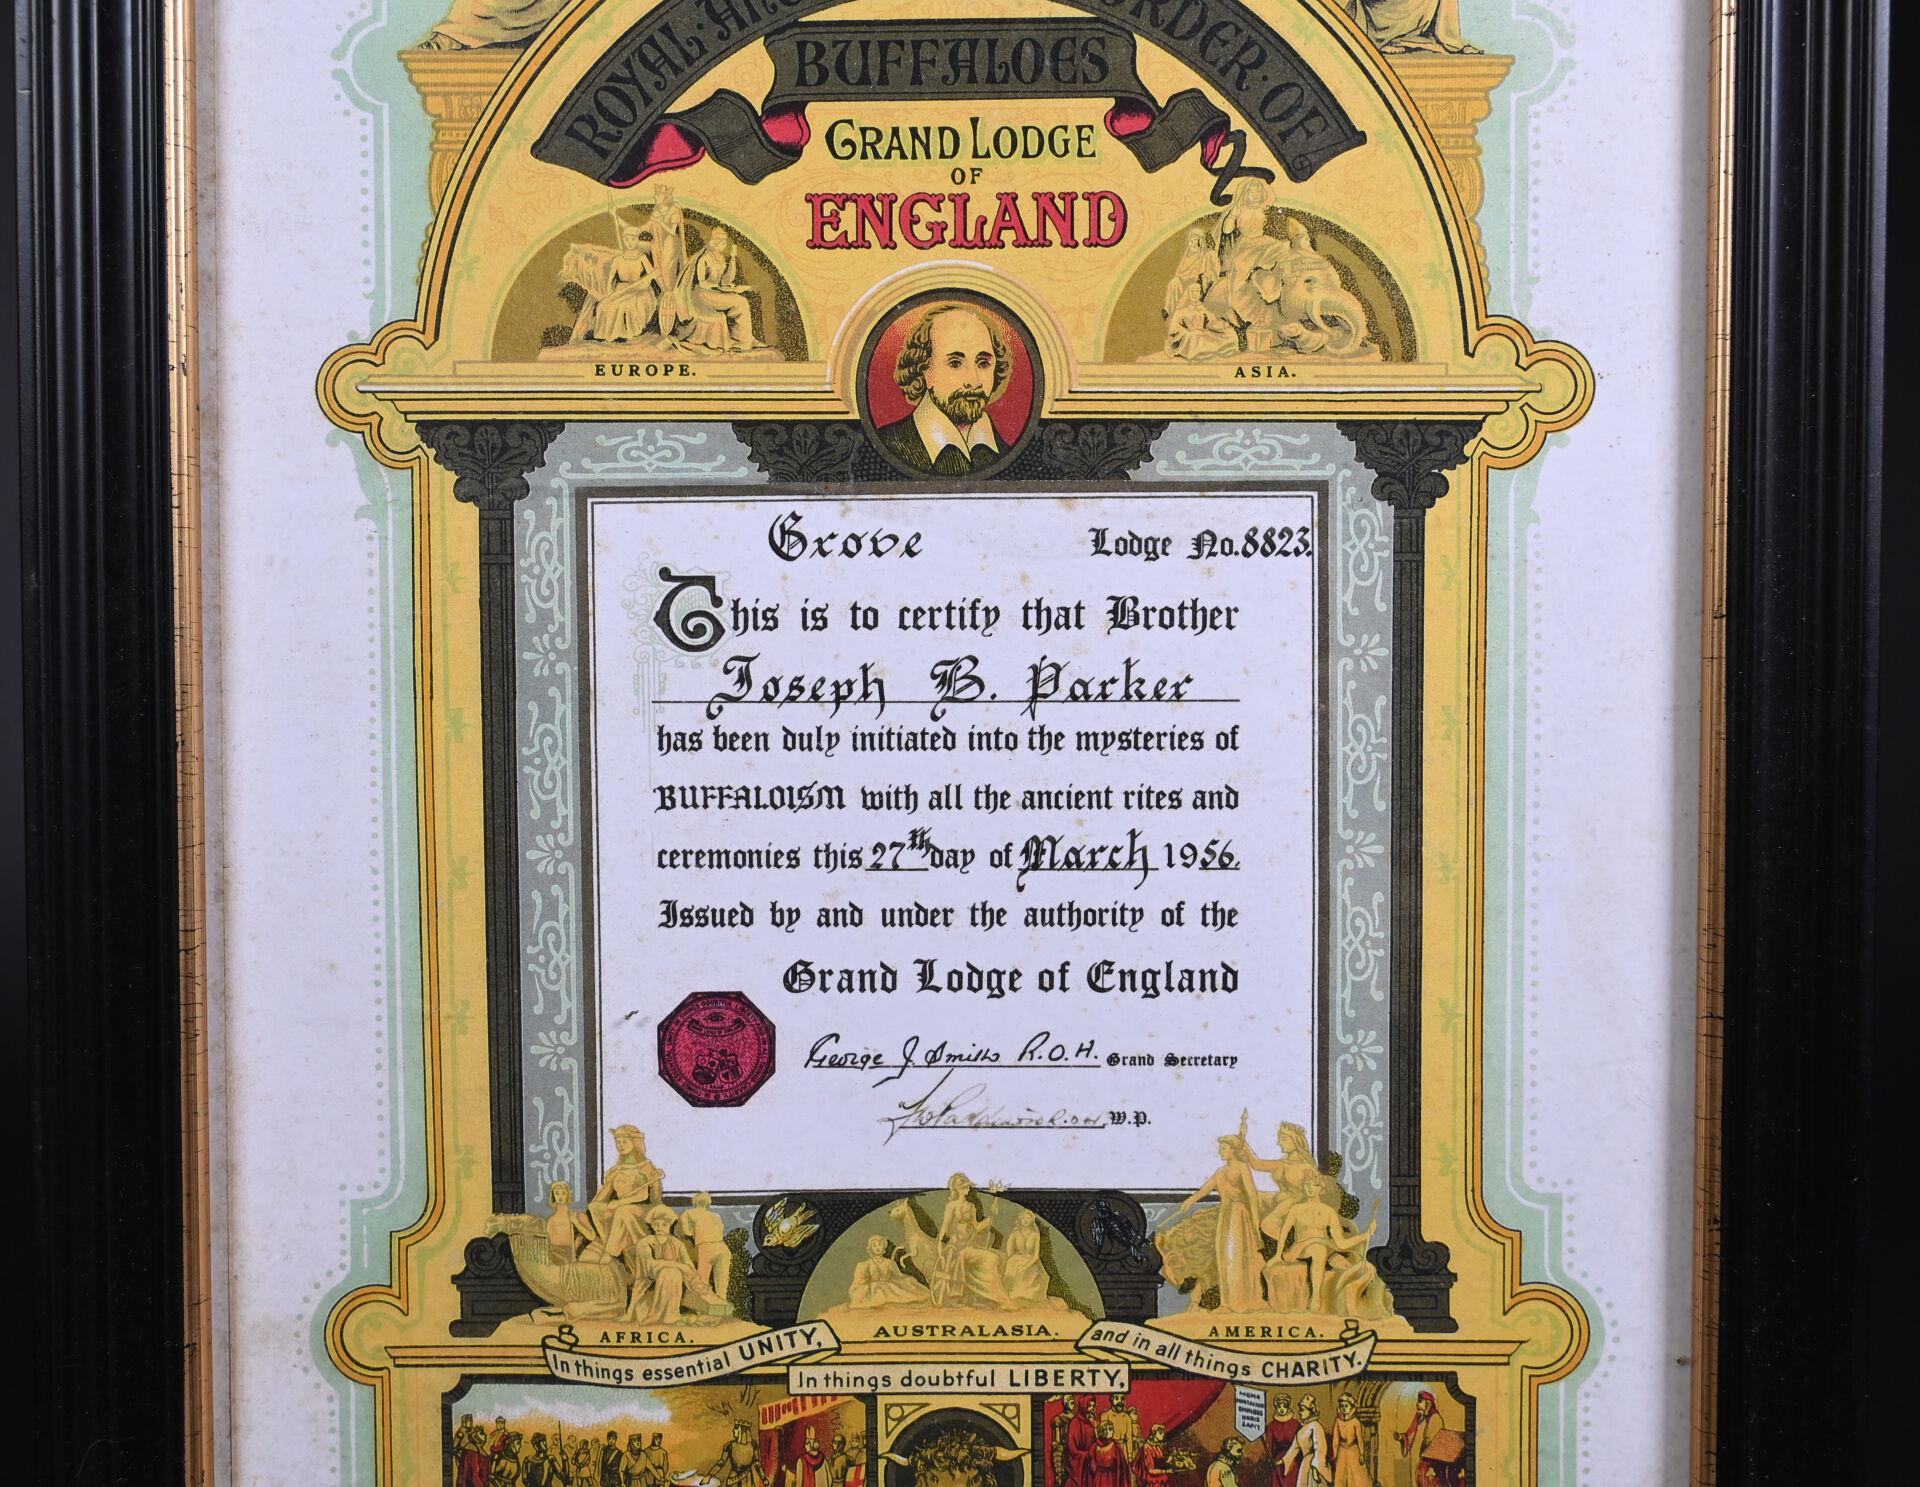 ROYAL · ORDER · OF
BUFFALOES
GRAND LODGE
OF
ENGLAND
EUROPE.
ASIA.
Grove Lodge No. 8823.
This is to certify that Brother
Joseph B. Parker
has been duly initiated into the mysteries of
BUFFALOISM with all the ancient rites and
ceremonies this 27th day of March 1956.
Issued by and under the authority of the
Grand Lodge of England
George J. Smith R.O.H. Grand Secretary
W.P.
AFRICA.
AUSTRALASIA.
AMERICA.
In things essential UNITY,
In things doubtful LIBERTY,
and in all things CHARITY.